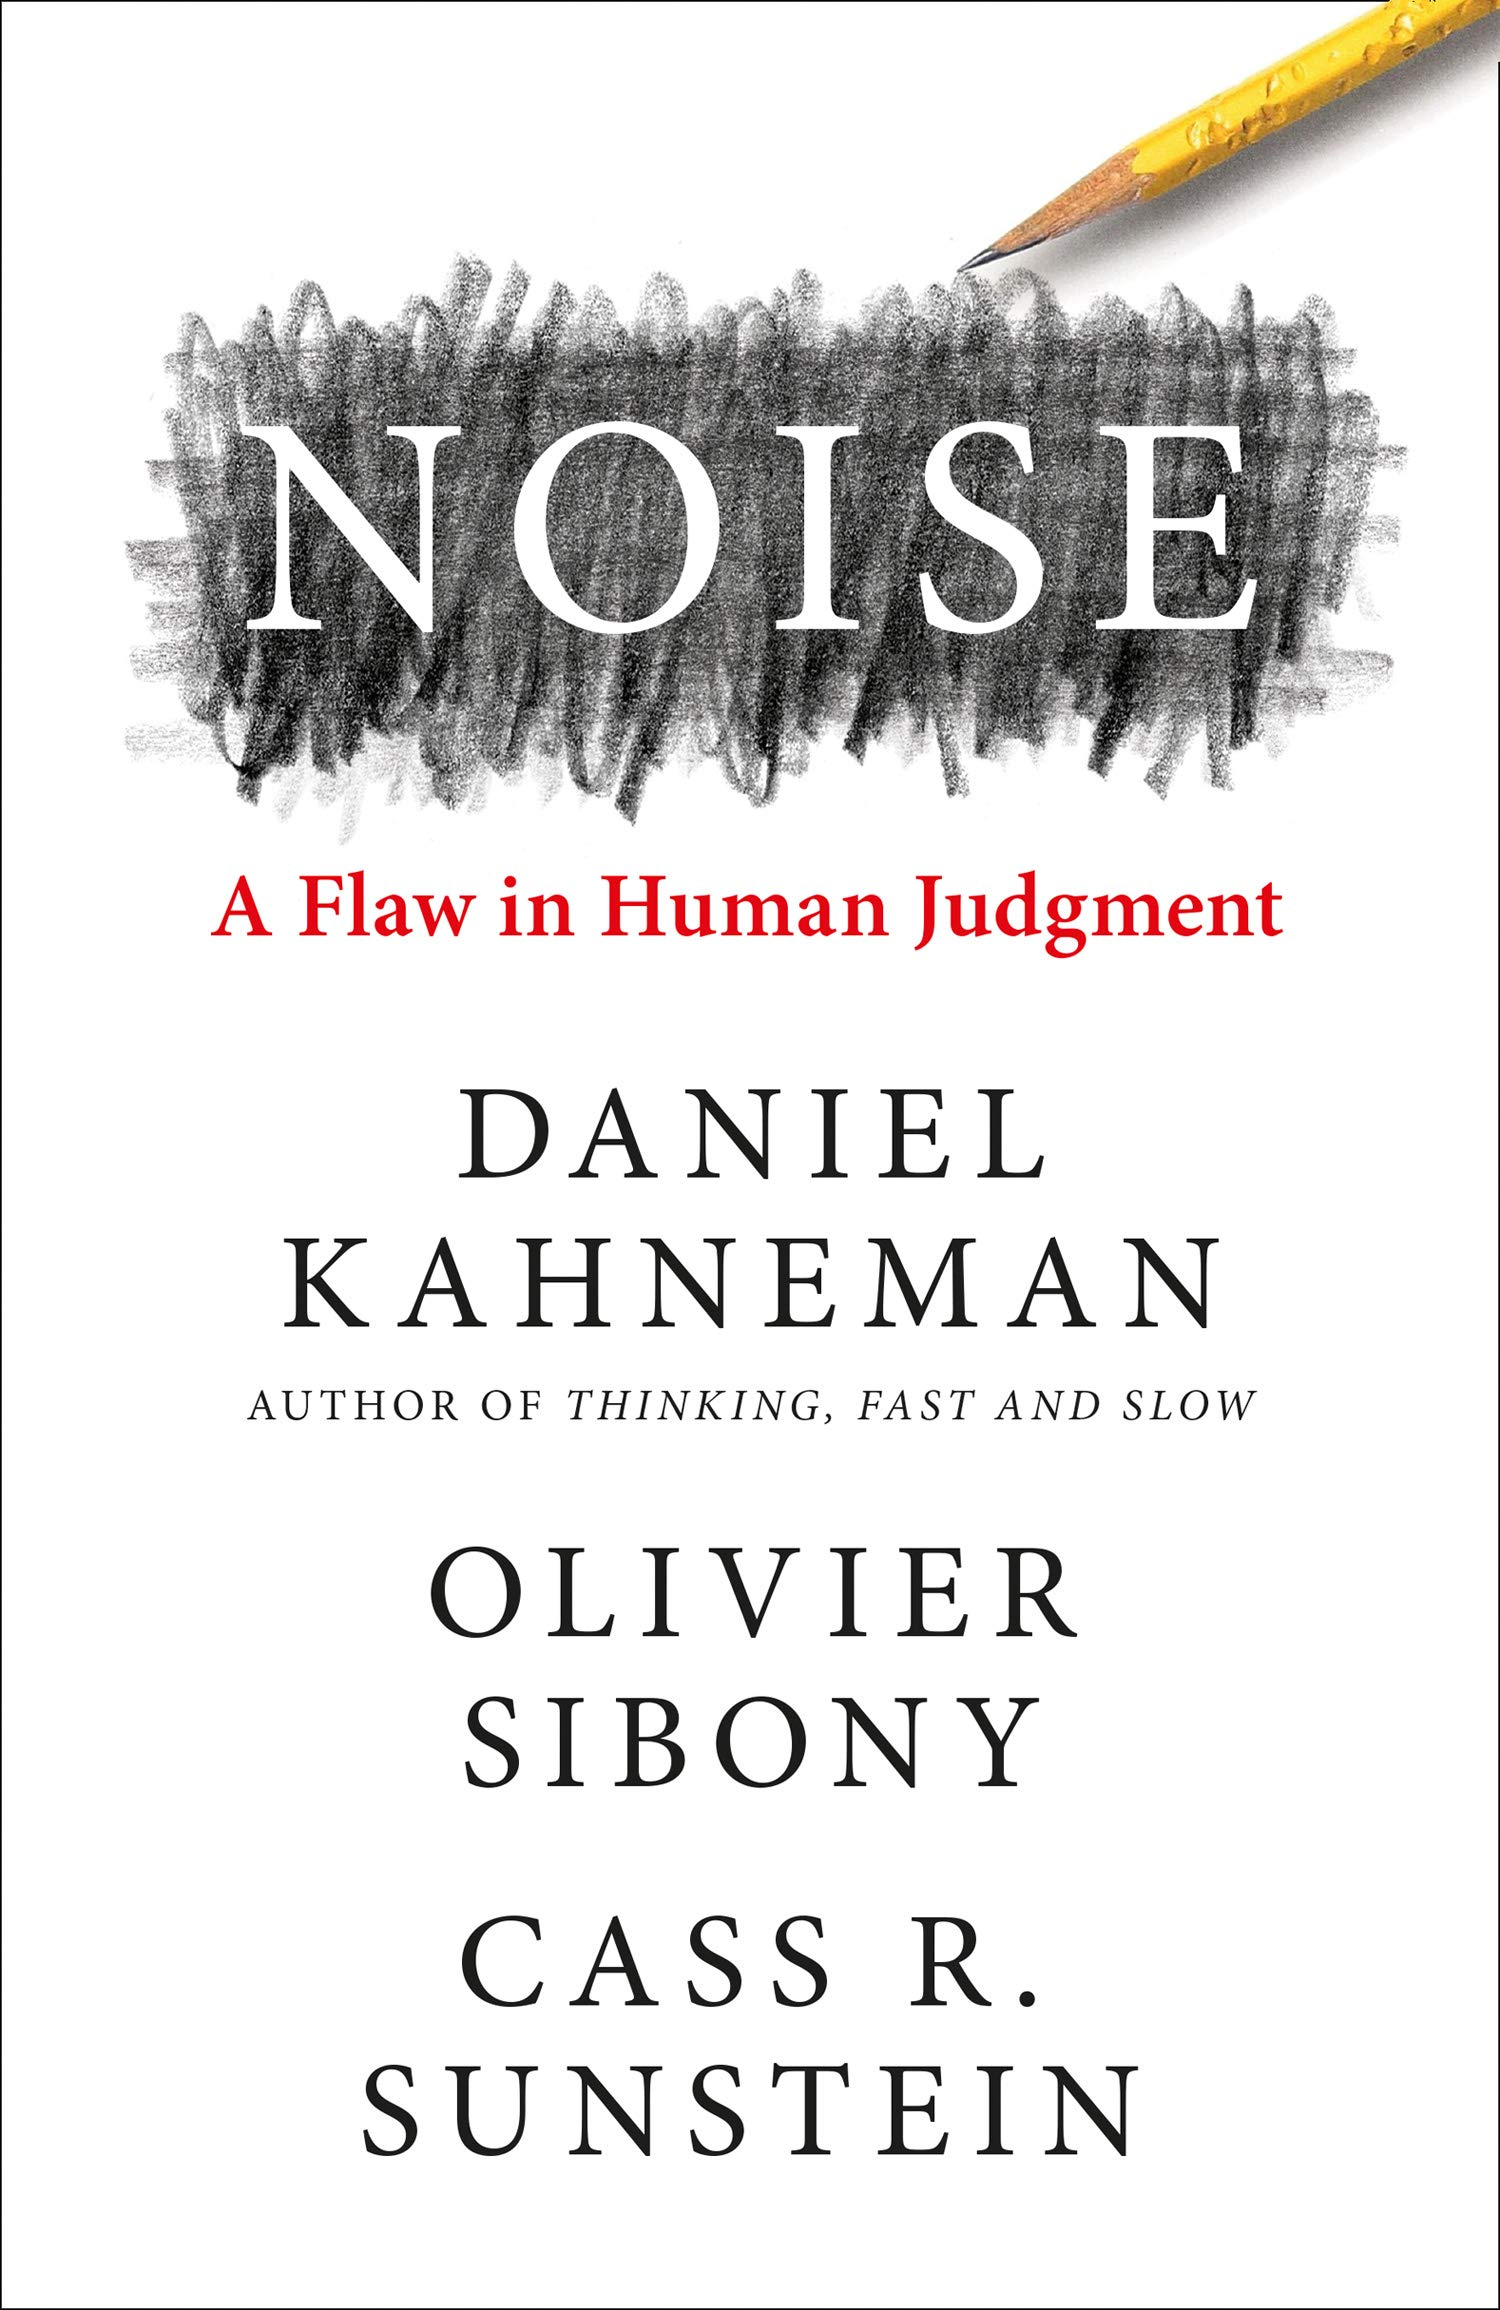 NOISE
A Flaw in Human Judgment
DANIEL
KAHNEMAN
AUTHOR OF THINKING, FAST AND SLOW
OLIVIER
SIBONY
CASS R.
SUNSTEIN